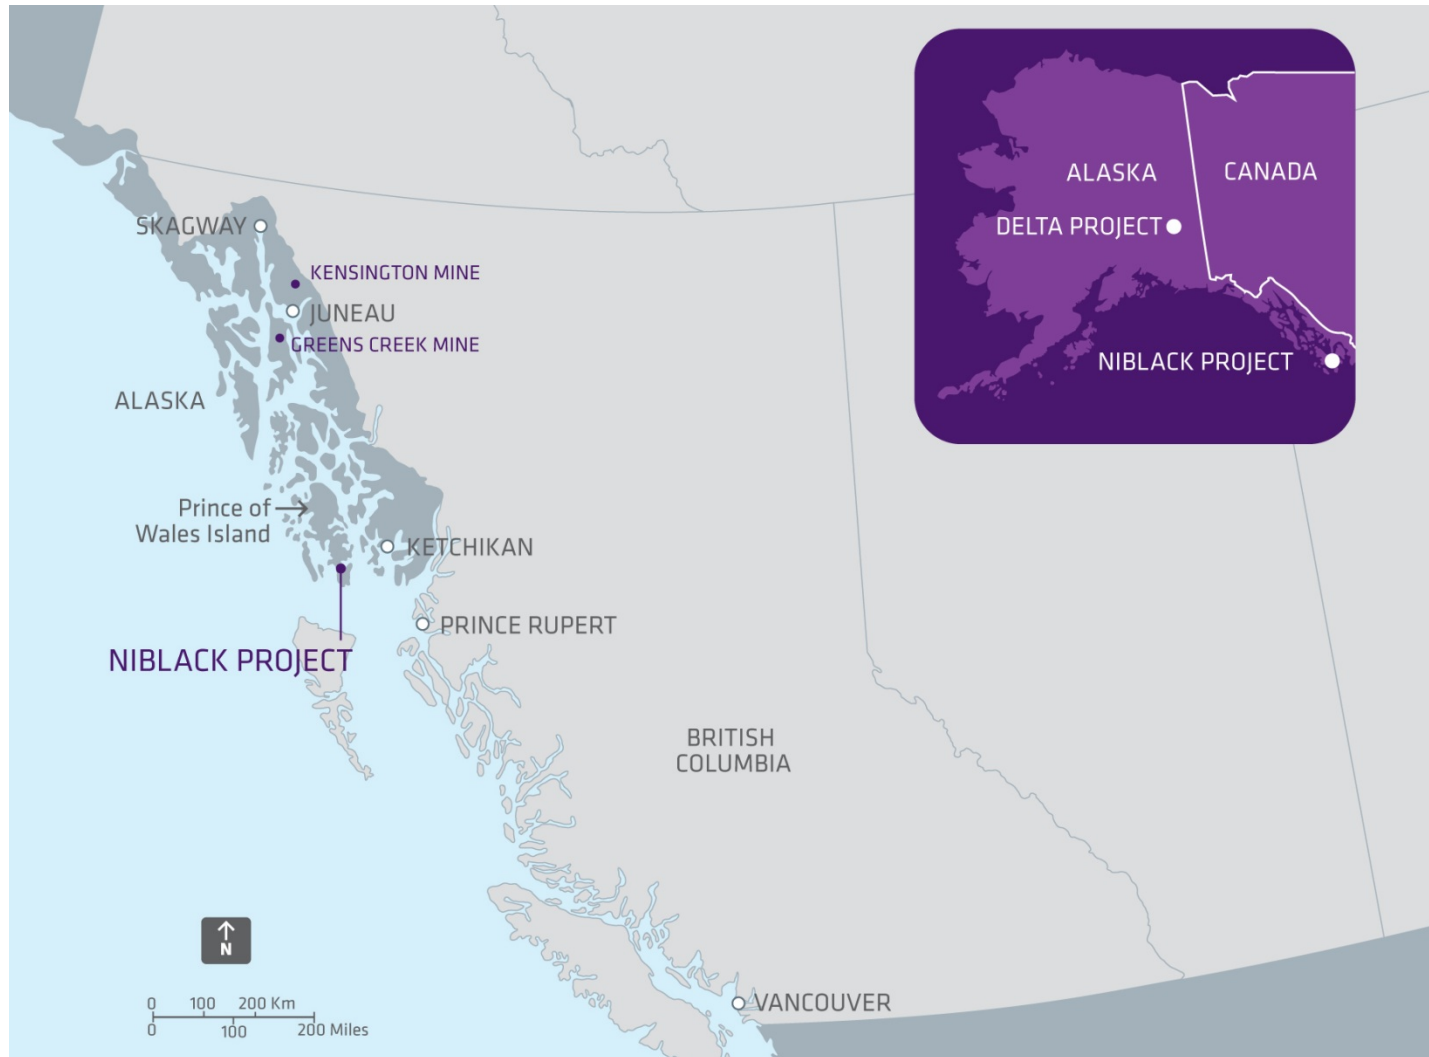 SKAGWAY
KENSINGTON MINE
JUNEAU
GREENS CREEK MINE
ALASKA
Prince of
Wales Island
KETCHIKAN
PRINCE RUPERT
NIBLACK PROJECT
BRITISH
COLUMBIA
VANCOUVER
N
0 100 200 Km
0 100 200 Miles
ALASKA
CANADA
DELTA PROJECT
NIBLACK PROJECT